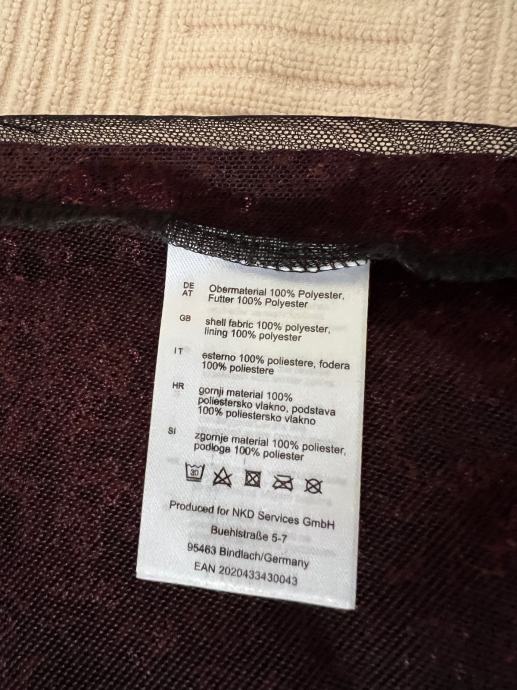 DE Obermaterial 100% Polyester,
AT Futter 100% Polyester
GB shell fabric 100% polyester,
lining 100% polyester
IT esterno 100% poliestere, fodera
100% poliestere
HR gornji material 100%
poliestersko vlakno, podstava
100% poliestersko vlakno
SI zgornje material 100% poliester,
podloga 100% poliester
30
Produced for NKD Services GmbH
Buehlstraße 5-7
95463 Bindlach/Germany
EAN 2020433430043